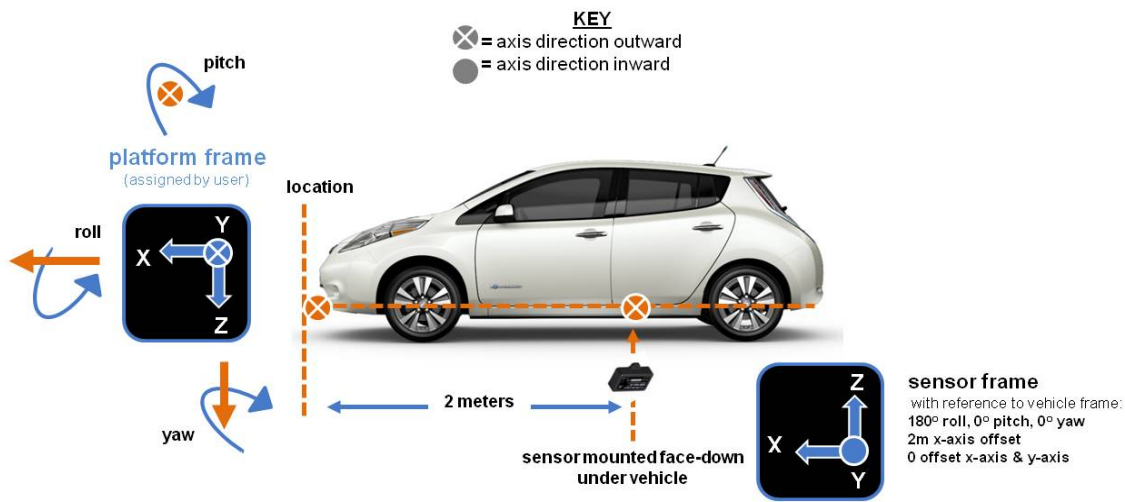 KEY
= axis direction outward
= axis direction inward
pitch
platform frame
(assigned by user)
location
roll
X
Y
Z
yaw
2 meters
sensor mounted face-down
under vehicle
Z
X
Y
sensor frame
with reference to vehicle frame:
180º roll, 0º pitch, 0º yaw
2m x-axis offset
0 offset x-axis & y-axis